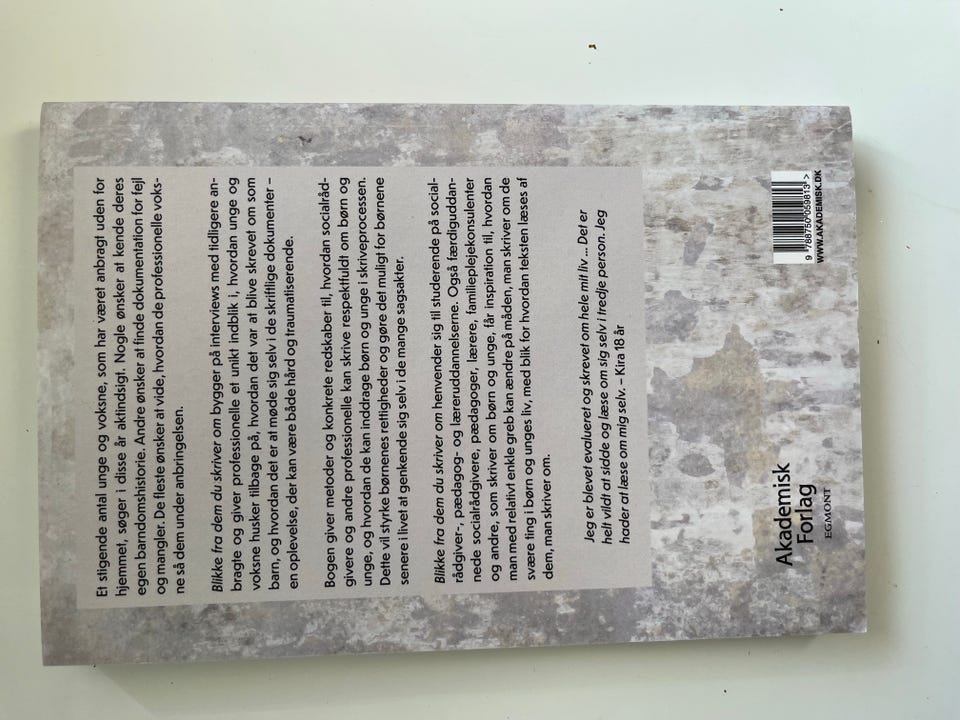 Et stigende antal unge og voksne, som har været anbragt uden for
hjemmet, søger i disse år aktindsigt. Nogle ønsker at kende deres
egen barndomshistorie. Andre ønsker at finde dokumentation for fejl
og mangler. De fleste ønsker at vide, hvordan de professionelle voks-
ne så dem under anbringelsen.
Blikke fra dem du skriver om bygger på interviews med tidligere an-
bragte og giver professionelle et unikt indblik i, hvordan unge og
voksne husker tilbage på, hvordan det var at blive skrevet om som
barn, og hvordan det er at møde sig selv i de skriftlige dokumenter –
en oplevelse, der kan være både hård og traumatiserende.
Bogen giver metoder og konkrete redskaber til, hvordan socialråd-
givere og andre professionelle kan skrive respektfuldt om børn og
unge, og hvordan de kan inddrage børn og unge i skriveprocessen.
Dette vil styrke børnenes rettigheder og gøre det muligt for børnene
senere i livet at genkende sig selv i de mange sagsakter.
Blikke fra dem du skriver om henvender sig til studerende på social-
rådgiver-, pædagog- og læreruddannelserne. Også færdiguddan-
nede socialrådgivere, pædagoger, lærere, familieplejekonsulenter
og andre, som skriver om børn og unge, får inspiration til, hvordan
man med relativt enkle greb kan ændre på måden, man skriver om de
svære ting i børn og unges liv, med blik for hvordan teksten læses af
dem, man skriver om.
Jeg er blevet evalueret og skrevet om hele mit liv ... Det er
helt vildt at sidde og læse om sig selv i tredje person. Jeg
hader at læse om mig selv. – Kira 18 år
Akademisk
Forlag
EGMONT
9 788750 059813 >
WWW.AKADEMISK.DK